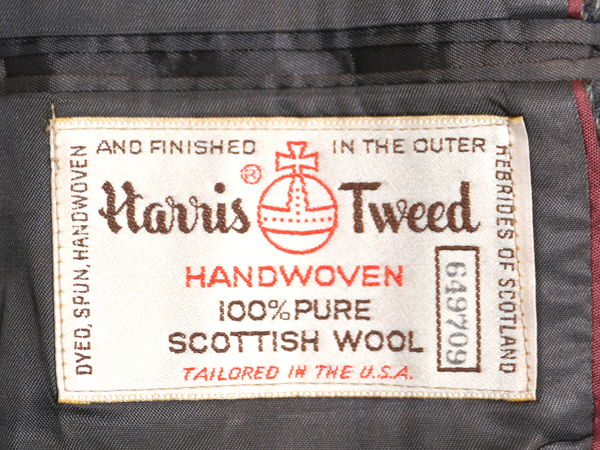 DYED, SPUN, HANDWOVEN
AND FINISHED IN THE OUTER
HEBRIDES OF SCOTLAND
®
Harris Tweed
HANDWOVEN
100% PURE
SCOTTISH WOOL
TAILORED IN THE U.S.A.
649709